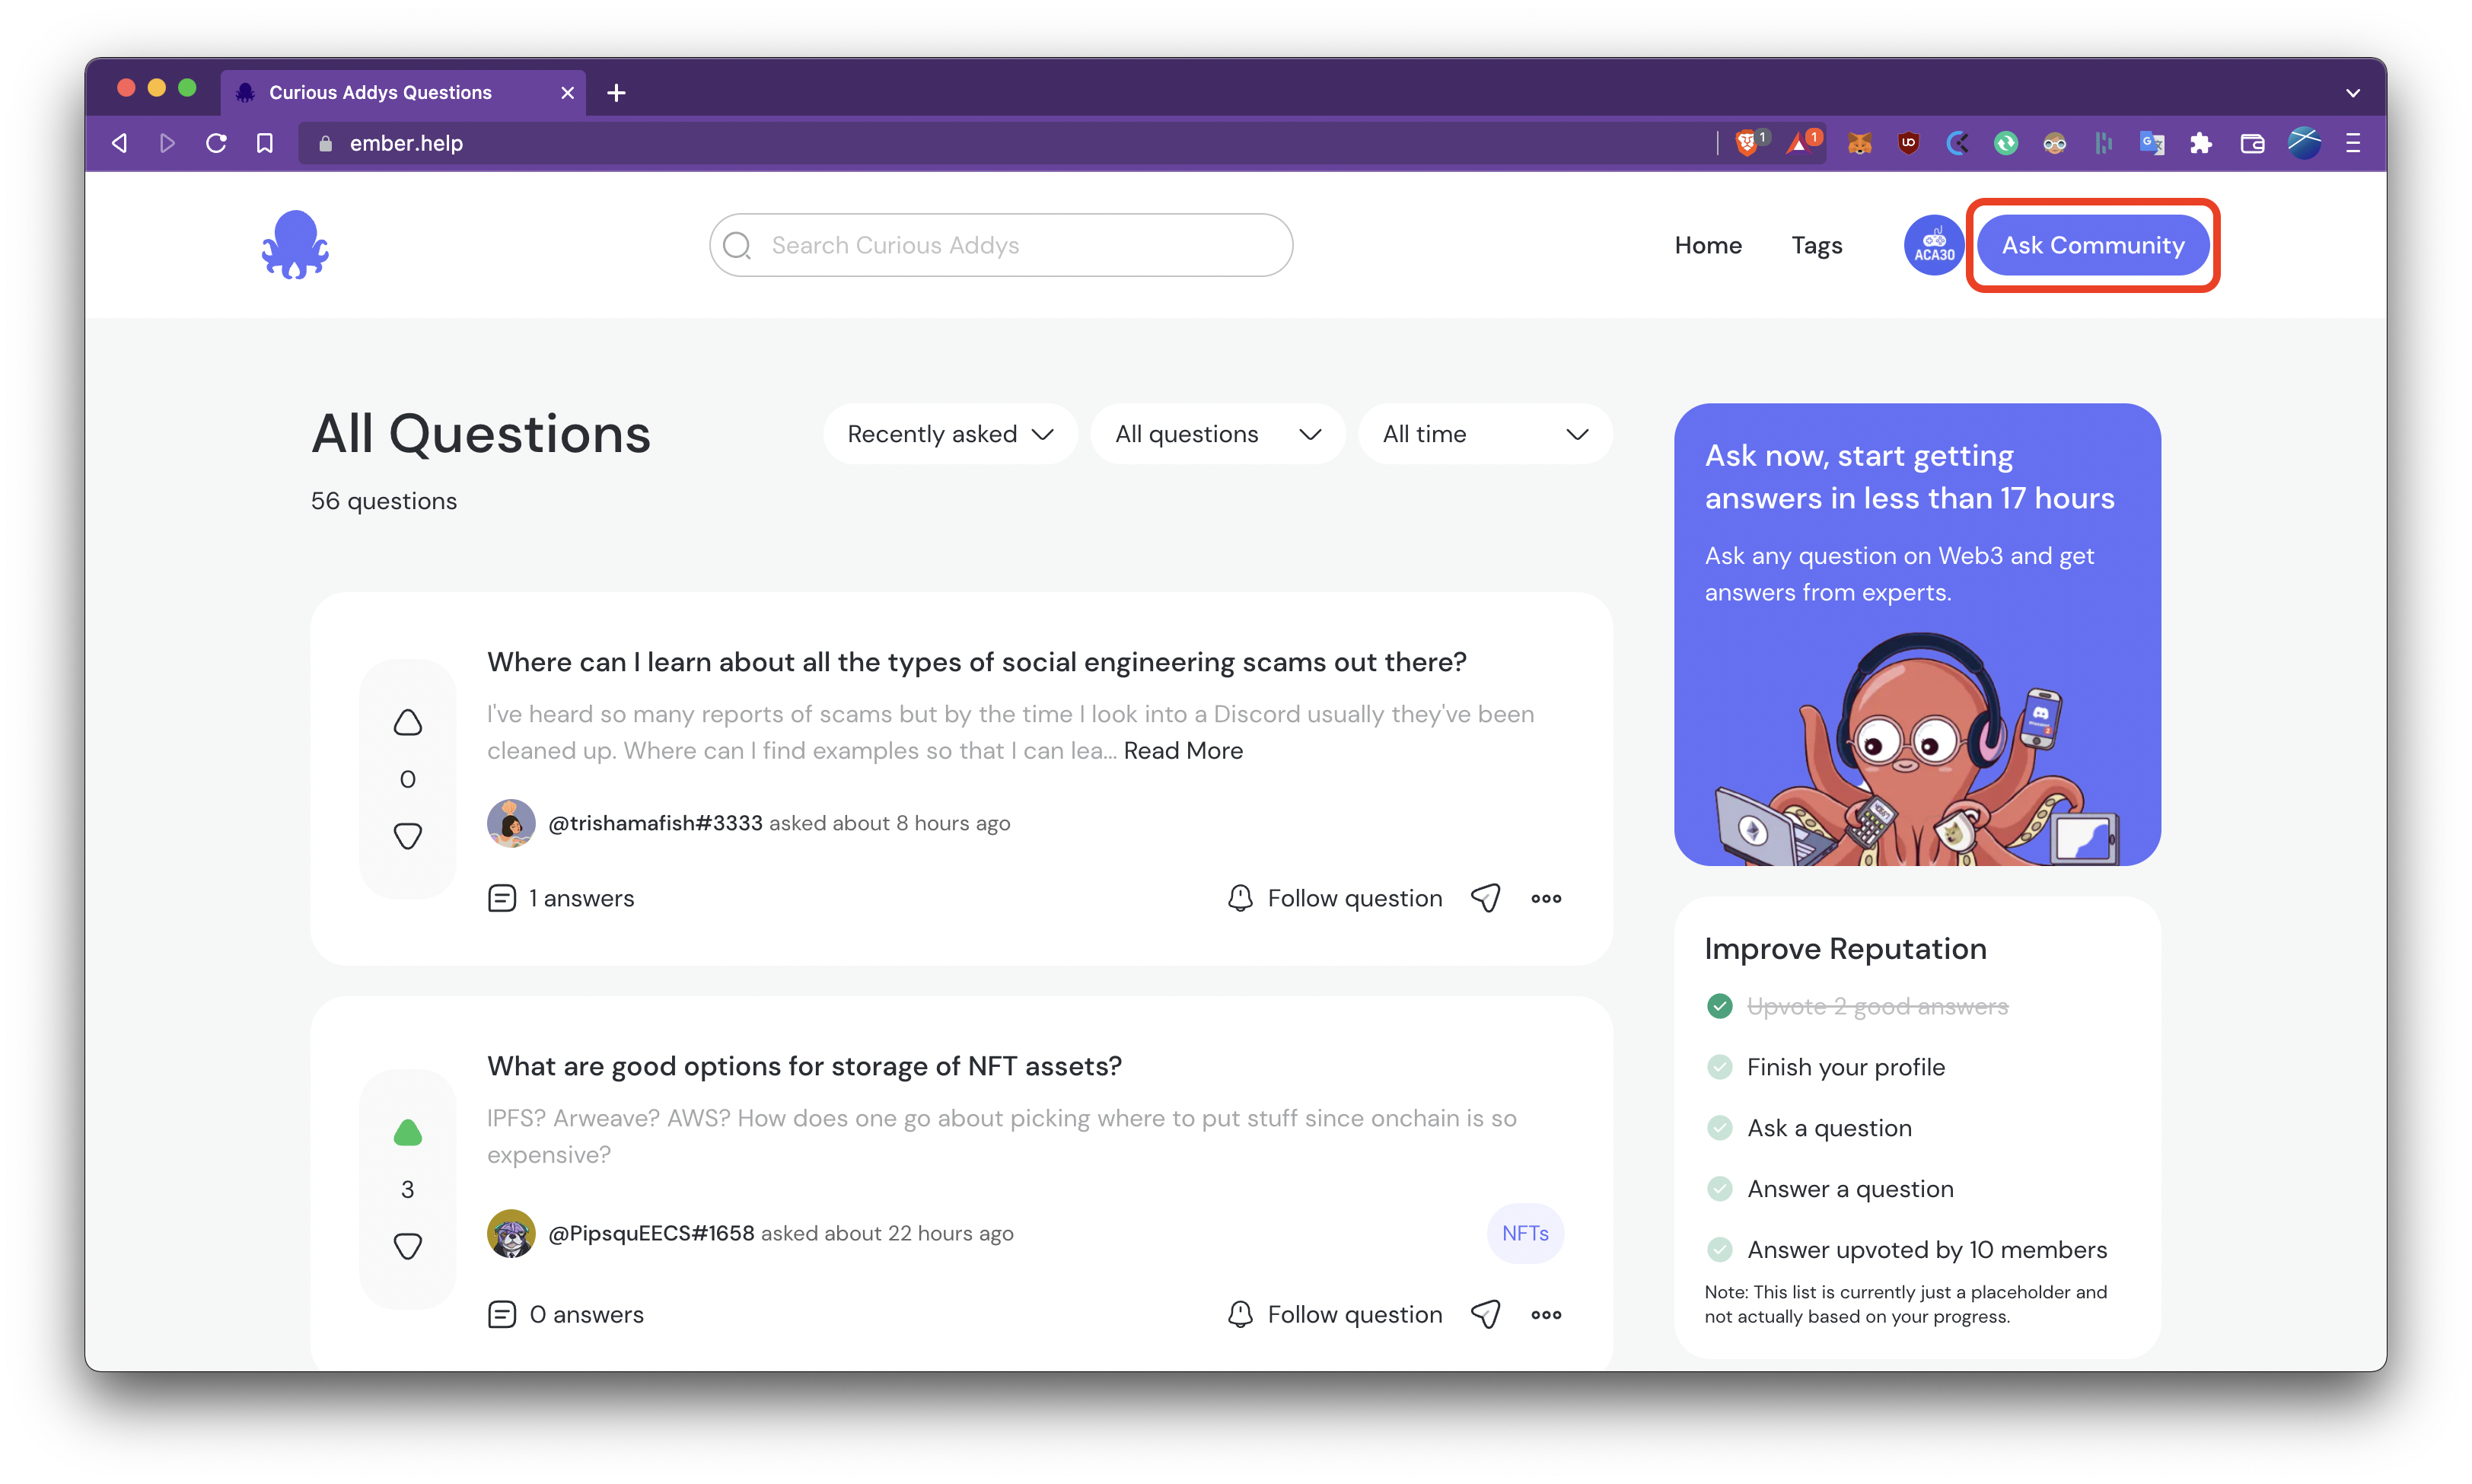 Curious Addys Questions
ember.help
1
1
Search Curious Addys
Home
Tags
ACA30
Ask Community
All Questions
56 questions
Recently asked
All questions
All time
Where can I learn about all the types of social engineering scams out there?
I've heard so many reports of scams but by the time I look into a Discord usually they've been
cleaned up. Where can I find examples so that I can lea... Read More
0
@trishamafish#3333 asked about 8 hours ago
1 answers
Follow question
What are good options for storage of NFT assets?
IPFS? Arweave? AWS? How does one go about picking where to put stuff since onchain is so
expensive?
3
@PipsquEECS#1658 asked about 22 hours ago
NFTs
0 answers
Follow question
Ask now, start getting
answers in less than 17 hours
Ask any question on Web3 and get
answers from experts.
Improve Reputation
Upvote 2 good answers
Finish your profile
Ask a question
Answer a question
Answer upvoted by 10 members
Note: This list is currently just a placeholder and
not actually based on your progress.